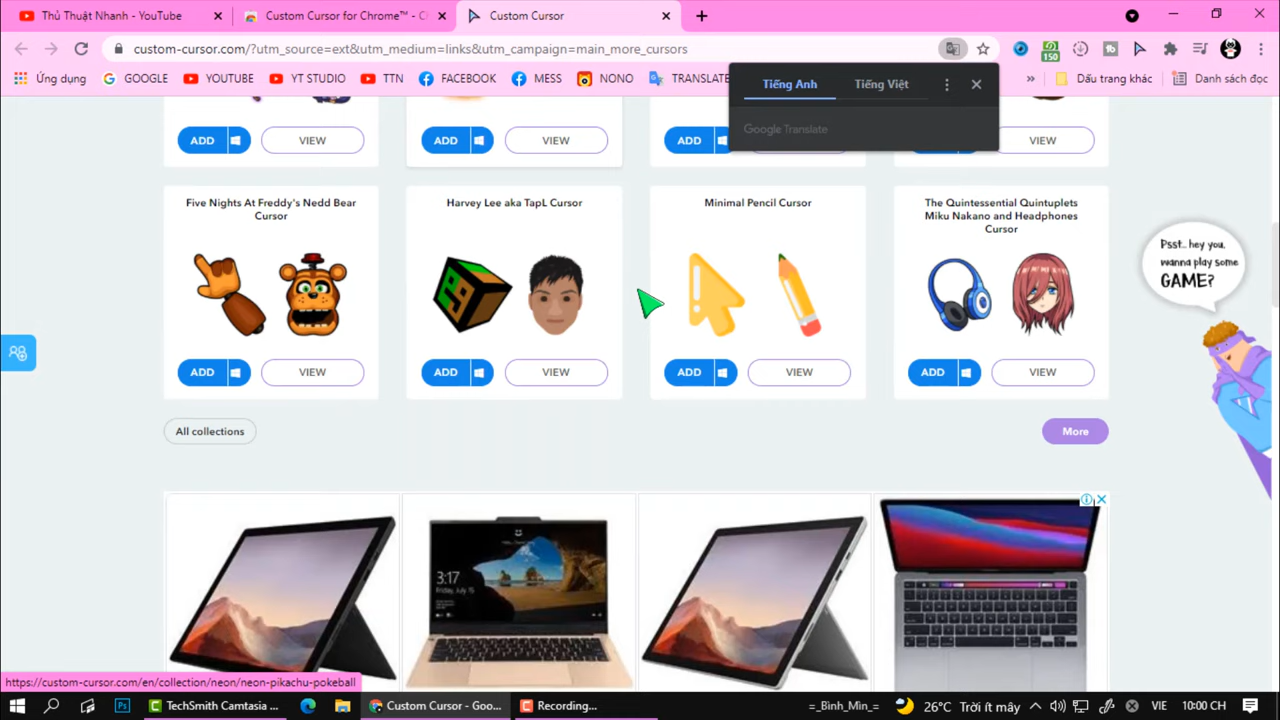 Thủ Thuật Nhanh - YouTube
Custom Cursor for Chrome™ - C
Custom Cursor
custom-cursor.com/?utm_source=ext&utm_medium=links&utm_campaign=main_more_cursors
150
Ứng dụng
GOOGLE
YOUTUBE
YT STUDIO
TTN
FACEBOOK
MESS
NONO
TRANSLATE
»
Dấu trang khác
Danh sách đọc
Tiếng Anh
Tiếng Việt
Google Translate
ADD
VIEW
ADD
VIEW
ADD
VIEW
Five Nights At Freddy's Nedd Bear
Cursor
Harvey Lee aka TapL Cursor
Minimal Pencil Cursor
The Quintessential Quintuplets
Miku Nakano and Headphones
Cursor
Psst... hey you,
wanna play some
GAME?
ADD
VIEW
ADD
VIEW
ADD
VIEW
ADD
VIEW
All collections
More
3:17
Friday, July 15
https://custom-cursor.com/en/collection/neon/neon-pikachu-pokeball
TechSmith Camtasia ...
Custom Cursor - Goo...
Recording...
=_Bình_Min_=
26°C
Trời ít mây
VIE
10:00 CH